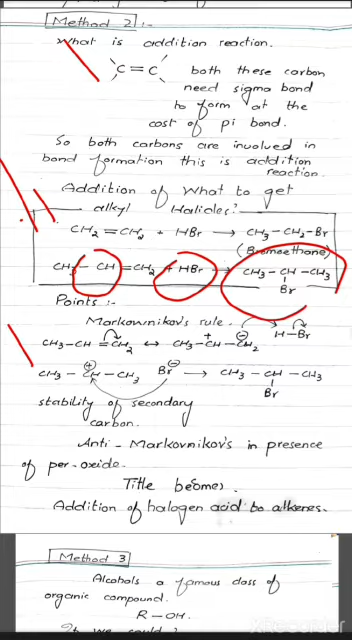 Method 2 :-
What is addition reaction.
C = C both these carbon
need sigma bond
to form at the
cost of pi bond.
So both carbons are involved in
bond formation this is addition
reaction.
Addition of What to get
alkyl Halides?
CH2 = CH2 + HBr → CH3 - CH2 - Br
(Bromoethane)
CH3 - CH = CH2 + HBr → CH3 - CH - CH3
Br
Points :-
Markownikov's rule.
H - Br
CH3 - CH = CH2 ↔ CH3 - CH - CH2
+ -
CH3 - CH - CH3 Br → CH3 - CH - CH3
+ -
Br
stability of secondary
carbon.
Anti - Markovnikov's in presence
of per-oxide.
Title becomes
Addition of halogen acid to alkenes.
Method 3
Alcohols a famous class of
organic compound.
R - OH.